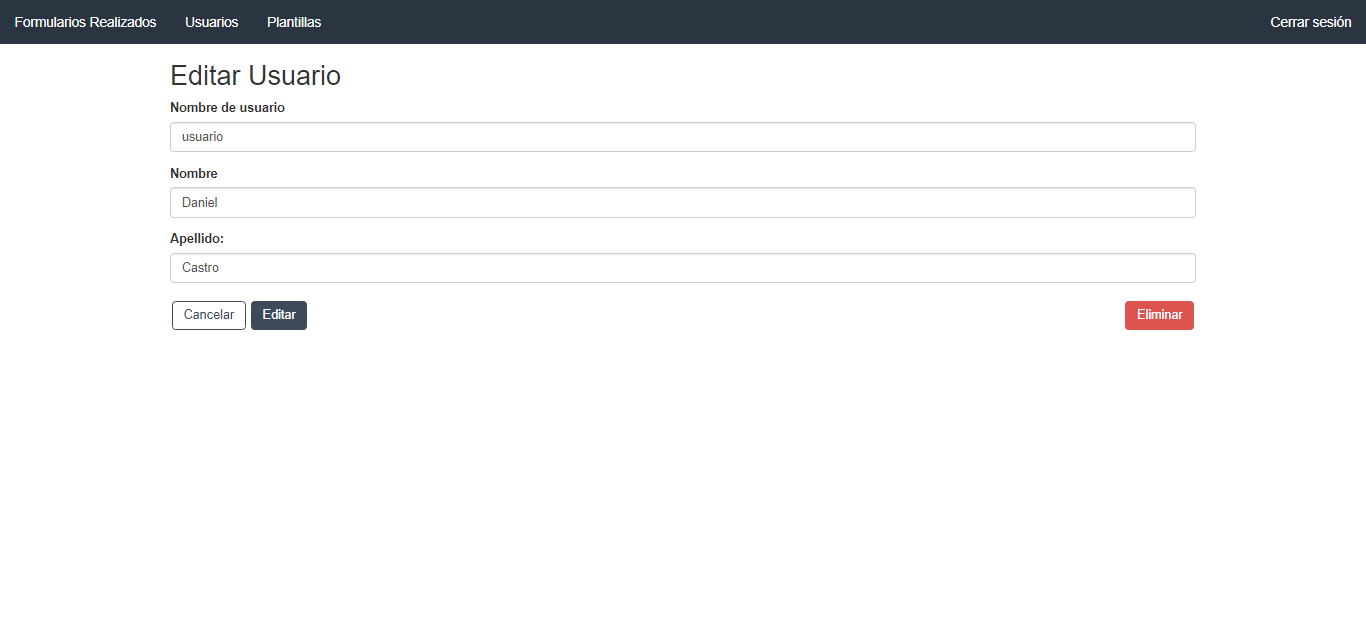 Formularios Realizados Usuarios Plantillas Cerrar sesión
Editar Usuario
Nombre de usuario
usuario
Nombre
Daniel
Apellido:
Castro
Cancelar Editar Eliminar